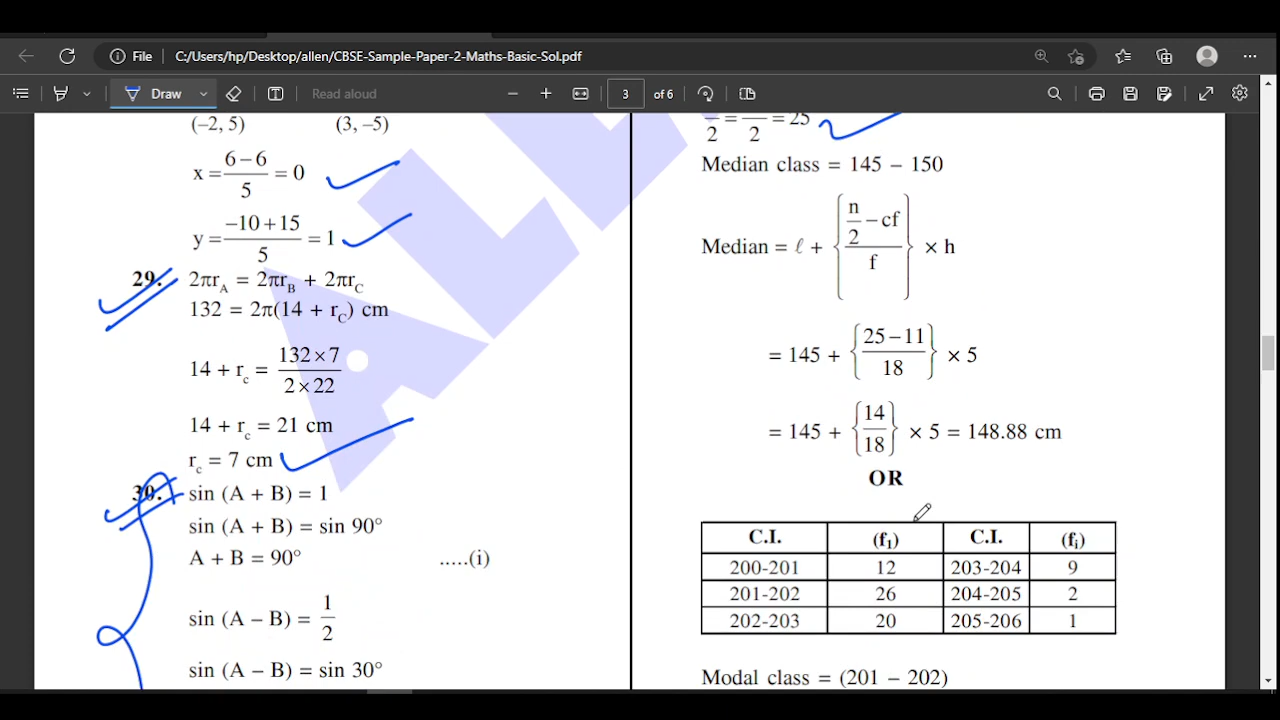 File C:/Users/hp/Desktop/allen/CBSE-Sample-Paper-2-Maths-Basic-Sol.pdf
Draw Read aloud 3 of 6
(–2, 5) (3, –5)
x = (6 – 6)/5 = 0
y = (–10 + 15)/5 = 1
29. 2πr_A = 2πr_B + 2πr_C
132 = 2π(14 + r_C) cm
14 + r_c = (132 × 7)/(2 × 22)
14 + r_c = 21 cm
r_c = 7 cm
30. sin (A + B) = 1
sin (A + B) = sin 90°
A + B = 90° .....(i)
sin (A – B) = 1/2
sin (A – B) = sin 30°
2 = 2 = 25
Median class = 145 – 150
Median = ℓ + {(n/2 – cf)/f} × h
= 145 + {(25 – 11)/18} × 5
= 145 + {14/18} × 5 = 148.88 cm
OR
C.I. (f₁) C.I. (fᵢ)
200-201 12 203-204 9
201-202 26 204-205 2
202-203 20 205-206 1
Modal class = (201 – 202)